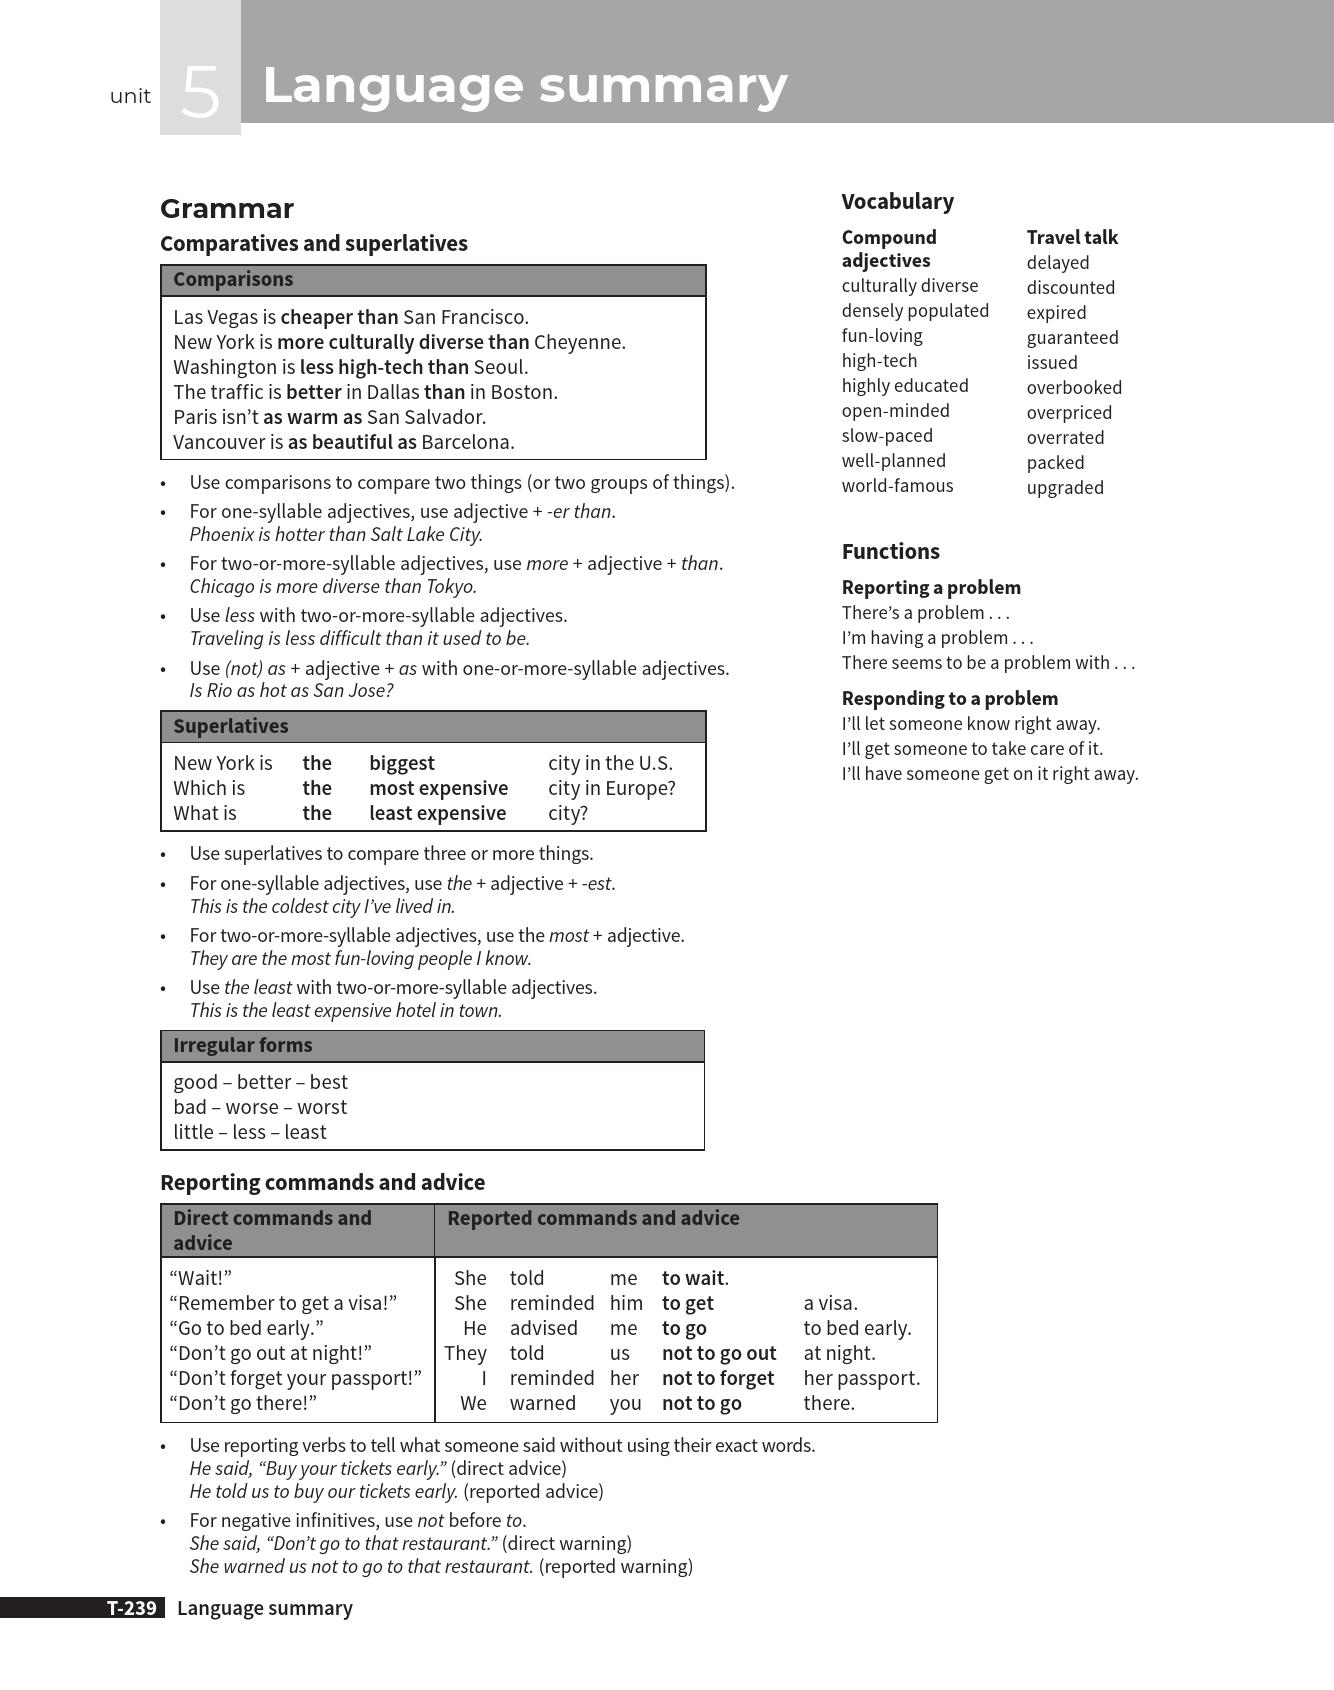 unit 5 Language summary
Grammar
Comparatives and superlatives
Comparisons
Las Vegas is cheaper than San Francisco.
New York is more culturally diverse than Cheyenne.
Washington is less high-tech than Seoul.
The traffic is better in Dallas than in Boston.
Paris isn’t as warm as San Salvador.
Vancouver is as beautiful as Barcelona.
• Use comparisons to compare two things (or two groups of things).
• For one-syllable adjectives, use adjective + -er than.
Phoenix is hotter than Salt Lake City.
• For two-or-more-syllable adjectives, use more + adjective + than.
Chicago is more diverse than Tokyo.
• Use less with two-or-more-syllable adjectives.
Traveling is less difficult than it used to be.
• Use (not) as + adjective + as with one-or-more-syllable adjectives.
Is Rio as hot as San Jose?
Superlatives
New York is the biggest city in the U.S.
Which is the most expensive city in Europe?
What is the least expensive city?
• Use superlatives to compare three or more things.
• For one-syllable adjectives, use the + adjective + -est.
This is the coldest city I’ve lived in.
• For two-or-more-syllable adjectives, use the most + adjective.
They are the most fun-loving people I know.
• Use the least with two-or-more-syllable adjectives.
This is the least expensive hotel in town.
Irregular forms
good – better – best
bad – worse – worst
little – less – least
Reporting commands and advice
Direct commands and
advice
Reported commands and advice
“Wait!” She told me to wait.
“Remember to get a visa!” She reminded him to get a visa.
“Go to bed early.” He advised me to go to bed early.
“Don’t go out at night!” They told us not to go out at night.
“Don’t forget your passport!” I reminded her not to forget her passport.
“Don’t go there!” We warned you not to go there.
• Use reporting verbs to tell what someone said without using their exact words.
He said, “Buy your tickets early.” (direct advice)
He told us to buy our tickets early. (reported advice)
• For negative infinitives, use not before to.
She said, “Don’t go to that restaurant.” (direct warning)
She warned us not to go to that restaurant. (reported warning)
Vocabulary
Compound
adjectives
culturally diverse
densely populated
fun-loving
high-tech
highly educated
open-minded
slow-paced
well-planned
world-famous
Travel talk
delayed
discounted
expired
guaranteed
issued
overbooked
overpriced
overrated
packed
upgraded
Functions
Reporting a problem
There’s a problem . . .
I’m having a problem . . .
There seems to be a problem with . . .
Responding to a problem
I’ll let someone know right away.
I’ll get someone to take care of it.
I’ll have someone get on it right away.
T-239 Language summary